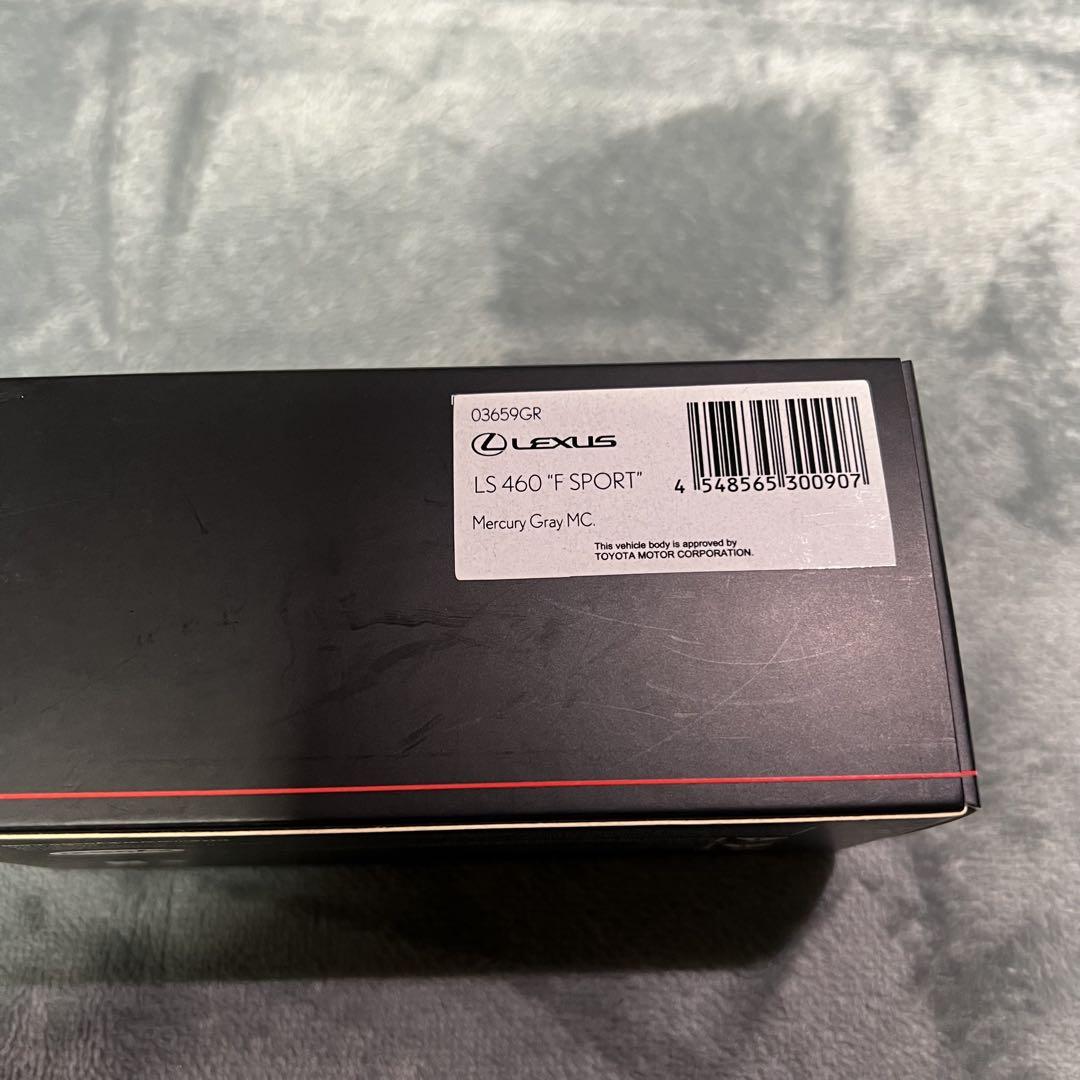 03659GR
LEXUS
LS 460 "F SPORT"
Mercury Gray MC.
4 548565 300907
This vehicle body is approved by
TOYOTA MOTOR CORPORATION.